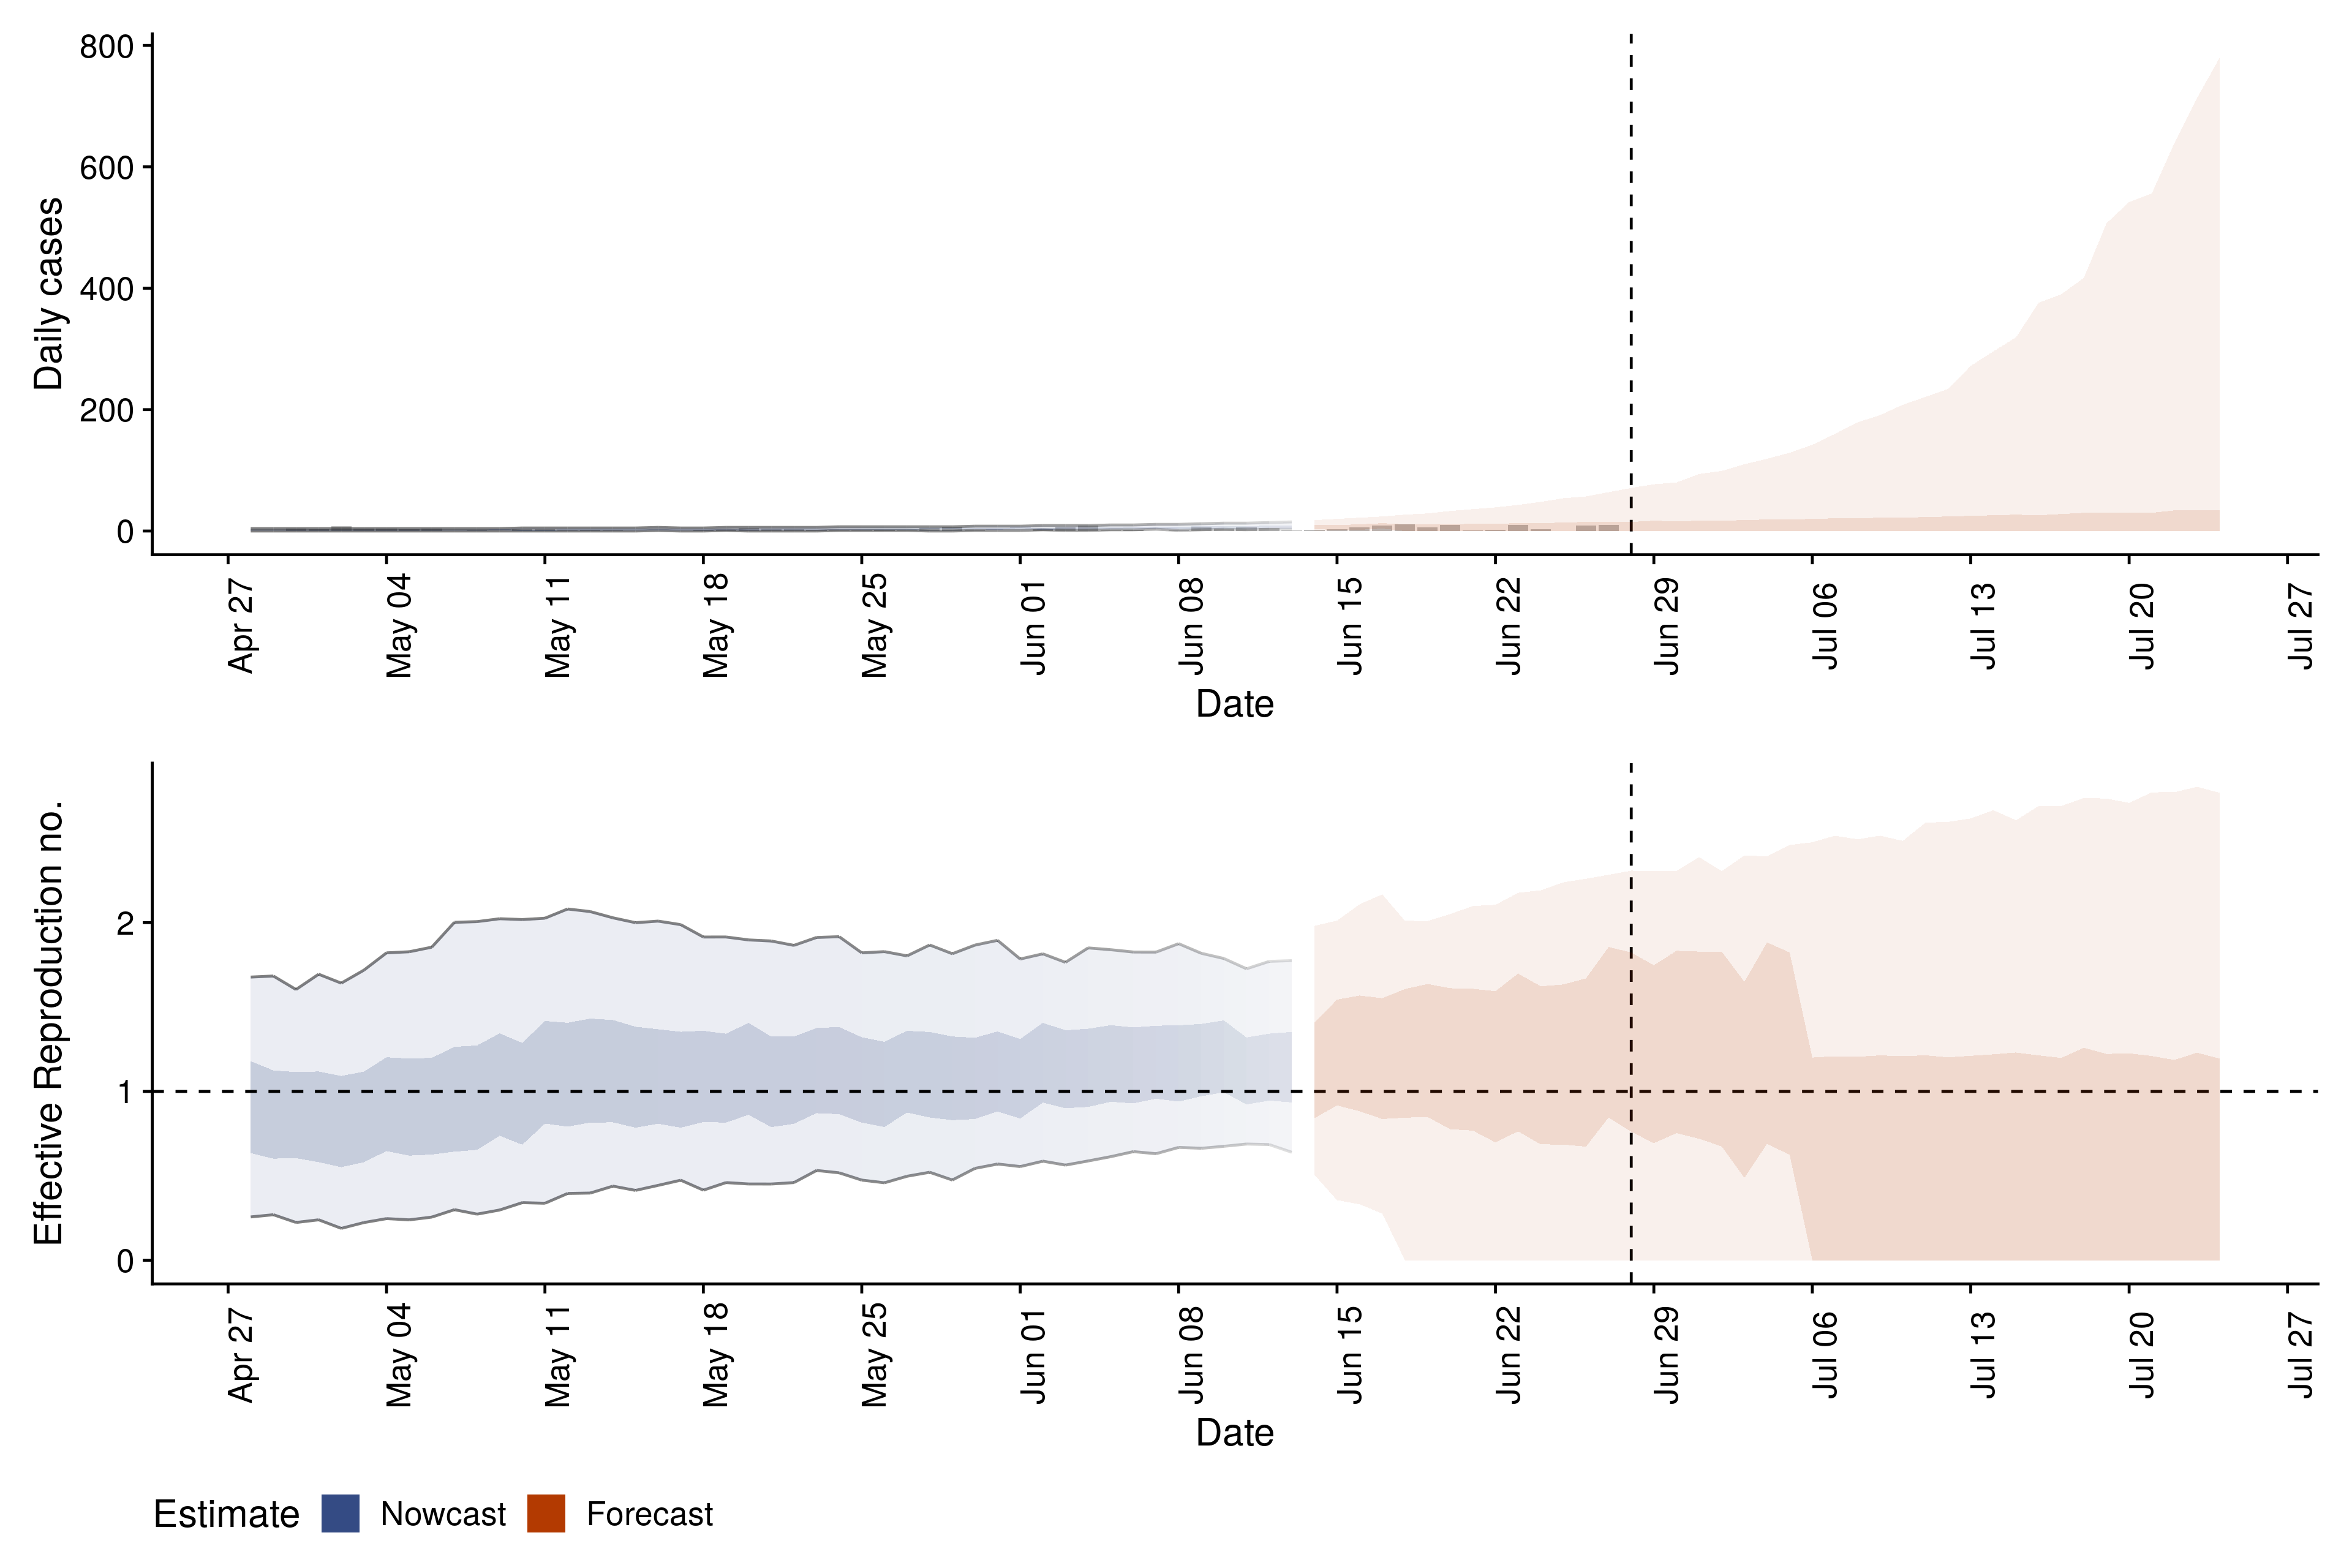 800
600
400
200
0
Daily cases
Apr 27 May 04 May 11 May 18 May 25 Jun 01 Jun 08 Jun 15 Jun 22 Jun 29 Jul 06 Jul 13 Jul 20 Jul 27
Date
2
1
0
Effective Reproduction no.
Apr 27 May 04 May 11 May 18 May 25 Jun 01 Jun 08 Jun 15 Jun 22 Jun 29 Jul 06 Jul 13 Jul 20 Jul 27
Date
Estimate Nowcast Forecast